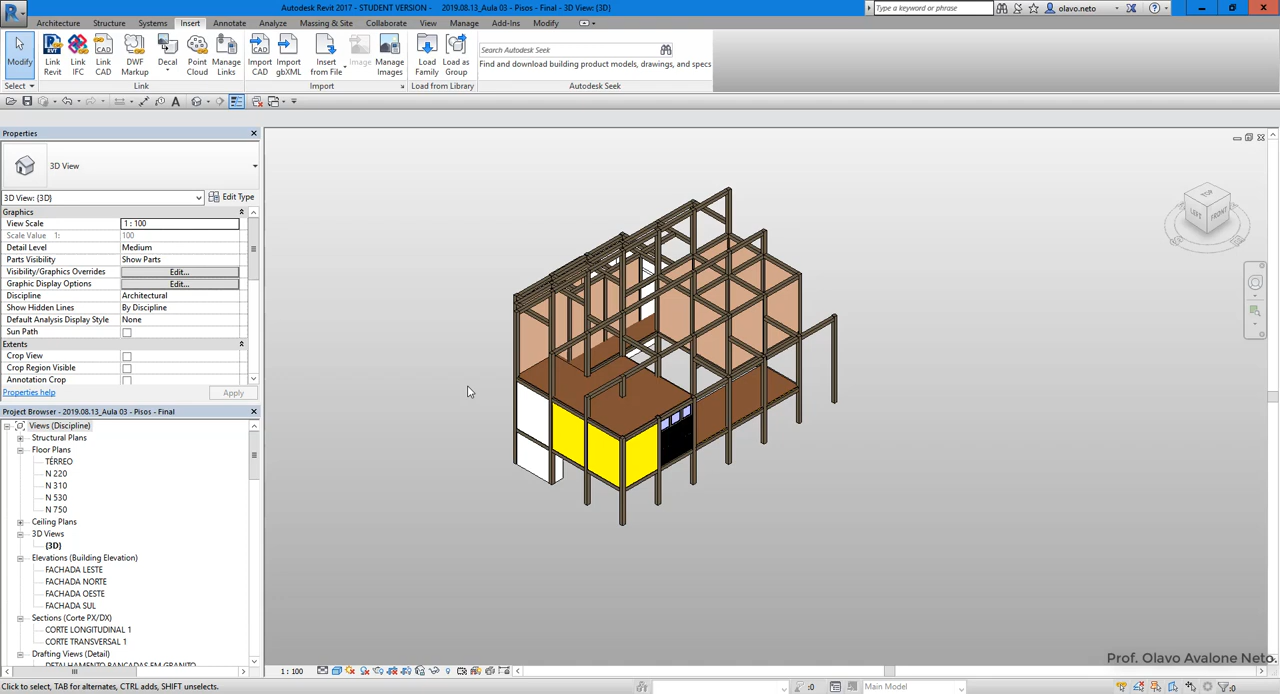 Autodesk Revit 2017 - STUDENT VERSION - 2019.08.13_Aula 03 - Pisos - Final - 3D View: {3D}
Type a keyword or phrase
olavo.neto
Architecture Structure Systems Insert Annotate Analyze Massing & Site Collaborate View Manage Add-Ins Modify
Modify
Link Revit
Link IFC
Link CAD
DWF Markup
Decal
Point Cloud
Manage Links
Import CAD
Import gbXML
Insert from File
Image
Manage Images
Load Family
Load as Group
Search Autodesk Seek
Find and download building product models, drawings, and specs
Select
Link
Import
Load from Library
Autodesk Seek
Properties
3D View
3D View: {3D}
Edit Type
Graphics
View Scale 1 : 100
Scale Value 1: 100
Detail Level Medium
Parts Visibility Show Parts
Visibility/Graphics Overrides Edit...
Graphic Display Options Edit...
Discipline Architectural
Show Hidden Lines By Discipline
Default Analysis Display Style None
Sun Path
Extents
Crop View
Crop Region Visible
Annotation Crop
Properties help
Apply
Project Browser - 2019.08.13_Aula 03 - Pisos - Final
Views (Discipline)
Structural Plans
Floor Plans
TÉRREO
N 220
N 310
N 530
N 750
Ceiling Plans
3D Views
{3D}
Elevations (Building Elevation)
FACHADA LESTE
FACHADA NORTE
FACHADA OESTE
FACHADA SUL
Sections (Corte PX/DX)
CORTE LONGITUDINAL 1
CORTE TRANSVERSAL 1
Drafting Views (Detail)
DETALHAMENTO BANCADAS EM GRANITO
TOP
LEFT
FRONT
1 : 100
Prof. Olavo Avalone Neto.
Click to select, TAB for alternates, CTRL adds, SHIFT unselects.
:0
Main Model
:0